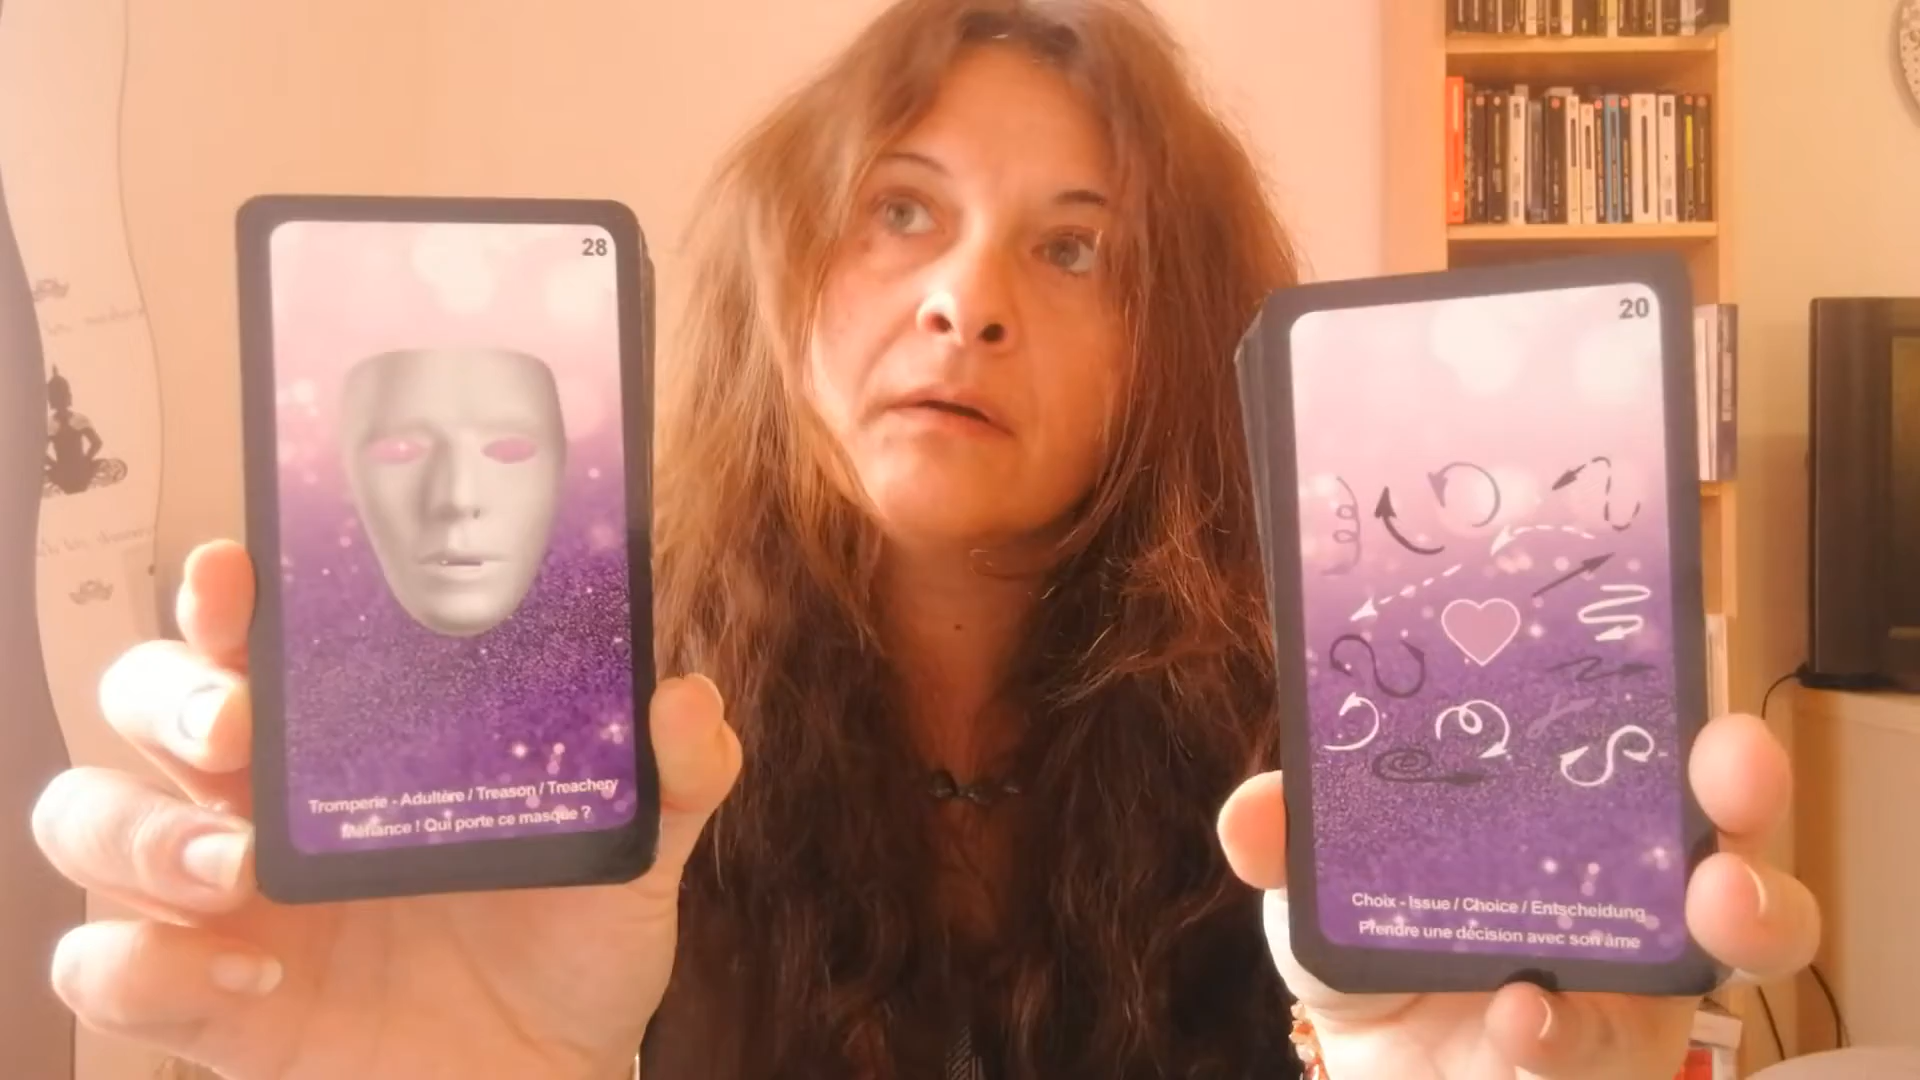 28
Tromperie - Adultère / Treason / Treachery
Méfiance ! Qui porte ce masque ?
20
Choix - Issue / Choice / Entscheidung
Prendre une décision avec son âme